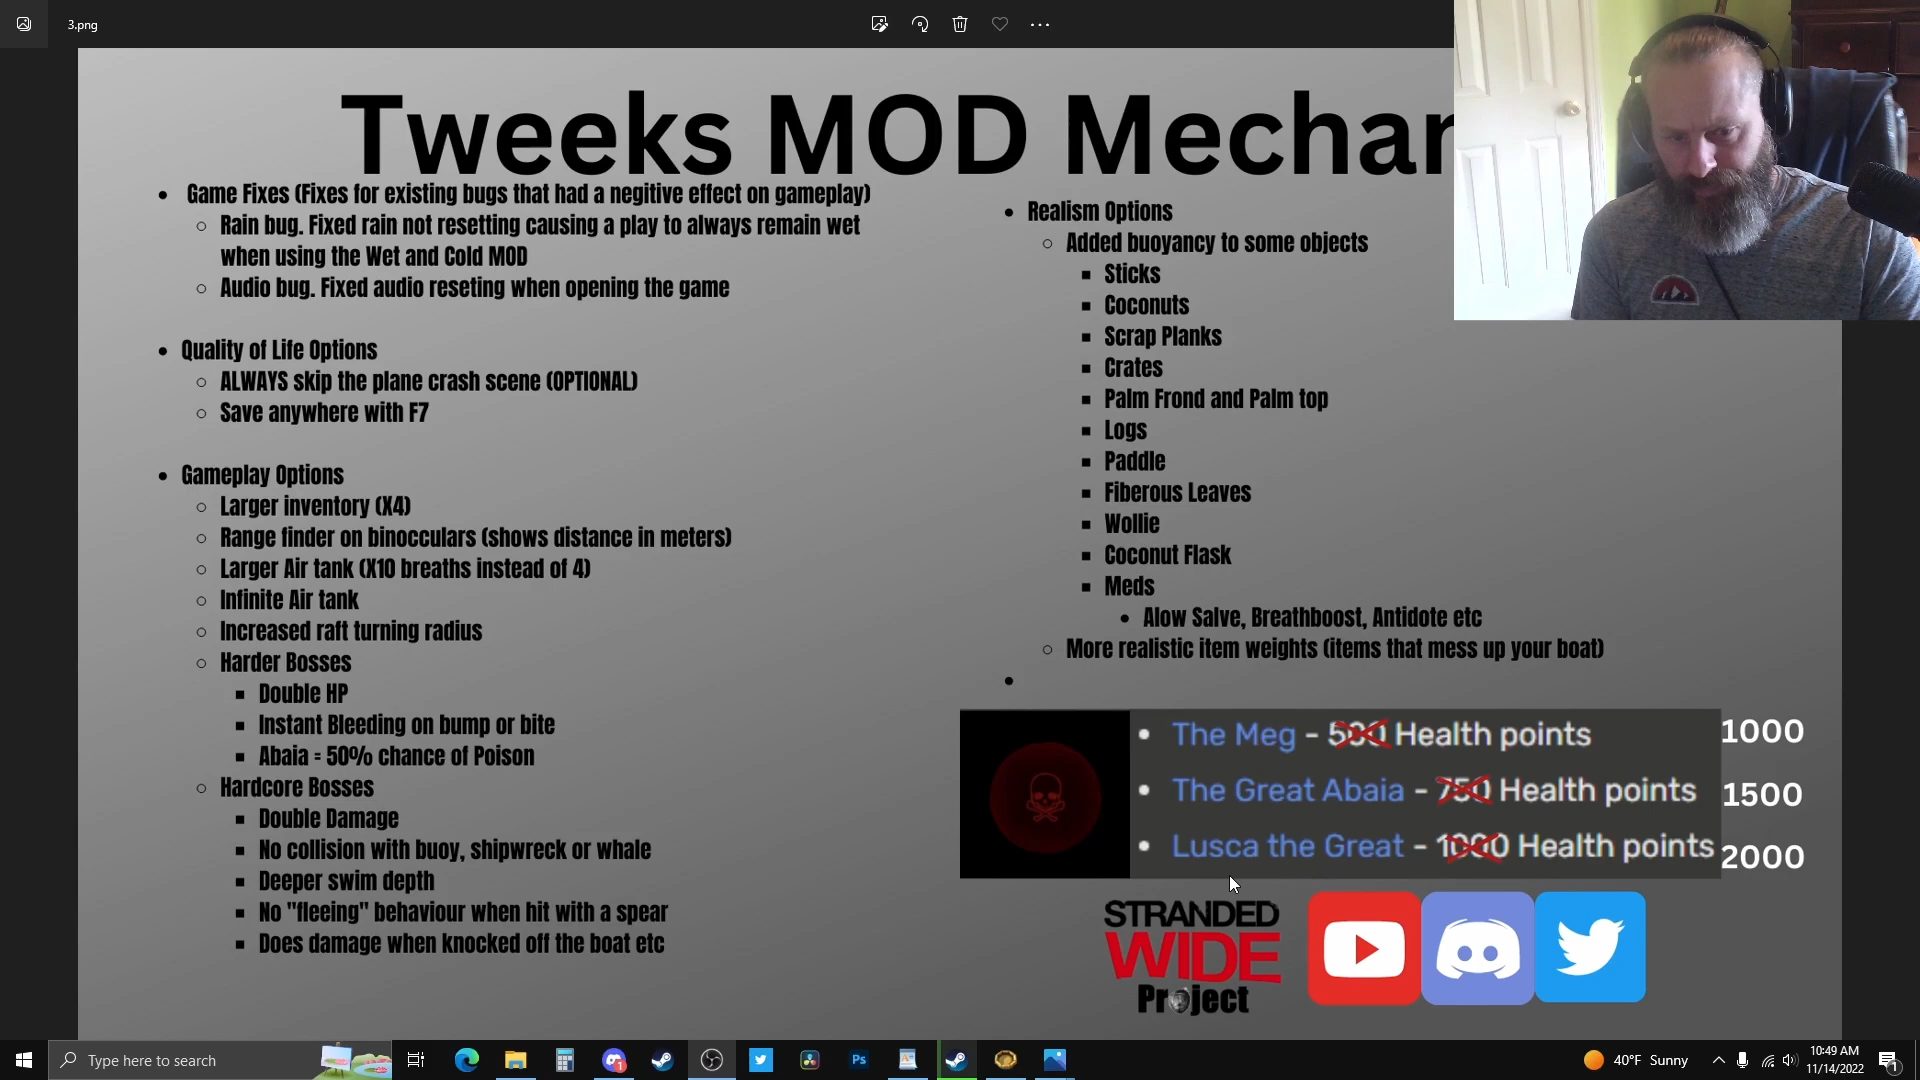 3.png
Tweeks MOD Mechan
• Game Fixes (Fixes for existing bugs that had a negitive effect on gameplay)
○ Rain bug. Fixed rain not resetting causing a play to always remain wet
when using the Wet and Cold MOD
○ Audio bug. Fixed audio reseting when opening the game
• Quality of Life Options
○ ALWAYS skip the plane crash scene (OPTIONAL)
○ Save anywhere with F7
• Gameplay Options
○ Larger inventory (X4)
○ Range finder on binocculars (shows distance in meters)
○ Larger Air tank (X10 breaths instead of 4)
○ Infinite Air tank
○ Increased raft turning radius
○ Harder Bosses
▪ Double HP
▪ Instant Bleeding on bump or bite
▪ Abaia = 50% chance of Poison
○ Hardcore Bosses
▪ Double Damage
▪ No collision with buoy, shipwreck or whale
▪ Deeper swim depth
▪ No "fleeing" behaviour when hit with a spear
▪ Does damage when knocked off the boat etc
• Realism Options
○ Added buoyancy to some objects
▪ Sticks
▪ Coconuts
▪ Scrap Planks
▪ Crates
▪ Palm Frond and Palm top
▪ Logs
▪ Paddle
▪ Fiberous Leaves
▪ Wollie
▪ Coconut Flask
▪ Meds
• Alow Salve, Breathboost, Antidote etc
○ More realistic item weights (items that mess up your boat)
•
• The Meg - 500 Health points 1000
• The Great Abaia - 750 Health points 1500
• Lusca the Great - 1000 Health points 2000
STRANDED
WIDE
Project
Type here to search
Ps
1
40°F Sunny
10:49 AM
11/14/2022
1